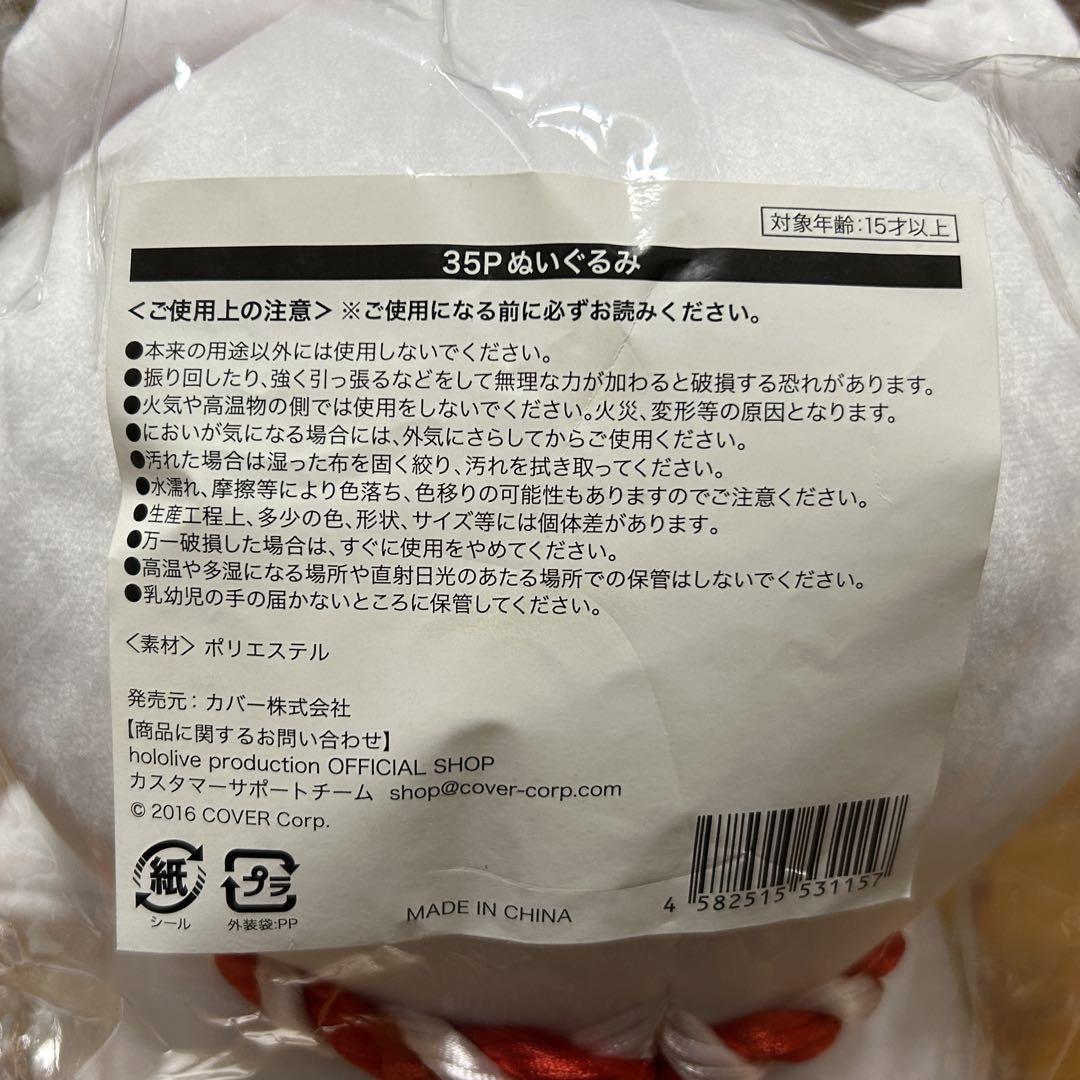 対象年齢:15才以上
35Pぬいぐるみ
<ご使用上の注意> ※ご使用になる前に必ずお読みください。
●本来の用途以外には使用しないでください。
●振り回したり、強く引っ張るなどをして無理な力が加わると破損する恐れがあります。
●火気や高温物の側では使用をしないでください。火災、変形等の原因となります。
●においが気になる場合には、外気にさらしてからご使用ください。
●汚れた場合は湿った布を固く絞り、汚れを拭き取ってください。
●水濡れ、摩擦等により色落ち、色移りの可能性もありますのでご注意ください。
●生産工程上、多少の色、形状、サイズ等には個体差があります。
●万一破損した場合は、すぐに使用をやめてください。
●高温や多湿になる場所や直射日光のあたる場所での保管はしないでください。
●乳幼児の手の届かないところに保管してください。
<素材> ポリエステル
発売元: カバー株式会社
【商品に関するお問い合わせ】
hololive production OFFICIAL SHOP
カスタマーサポートチーム shop@cover-corp.com
© 2016 COVER Corp.
紙
シール
プラ
外装袋:PP
MADE IN CHINA
4 582515 531157